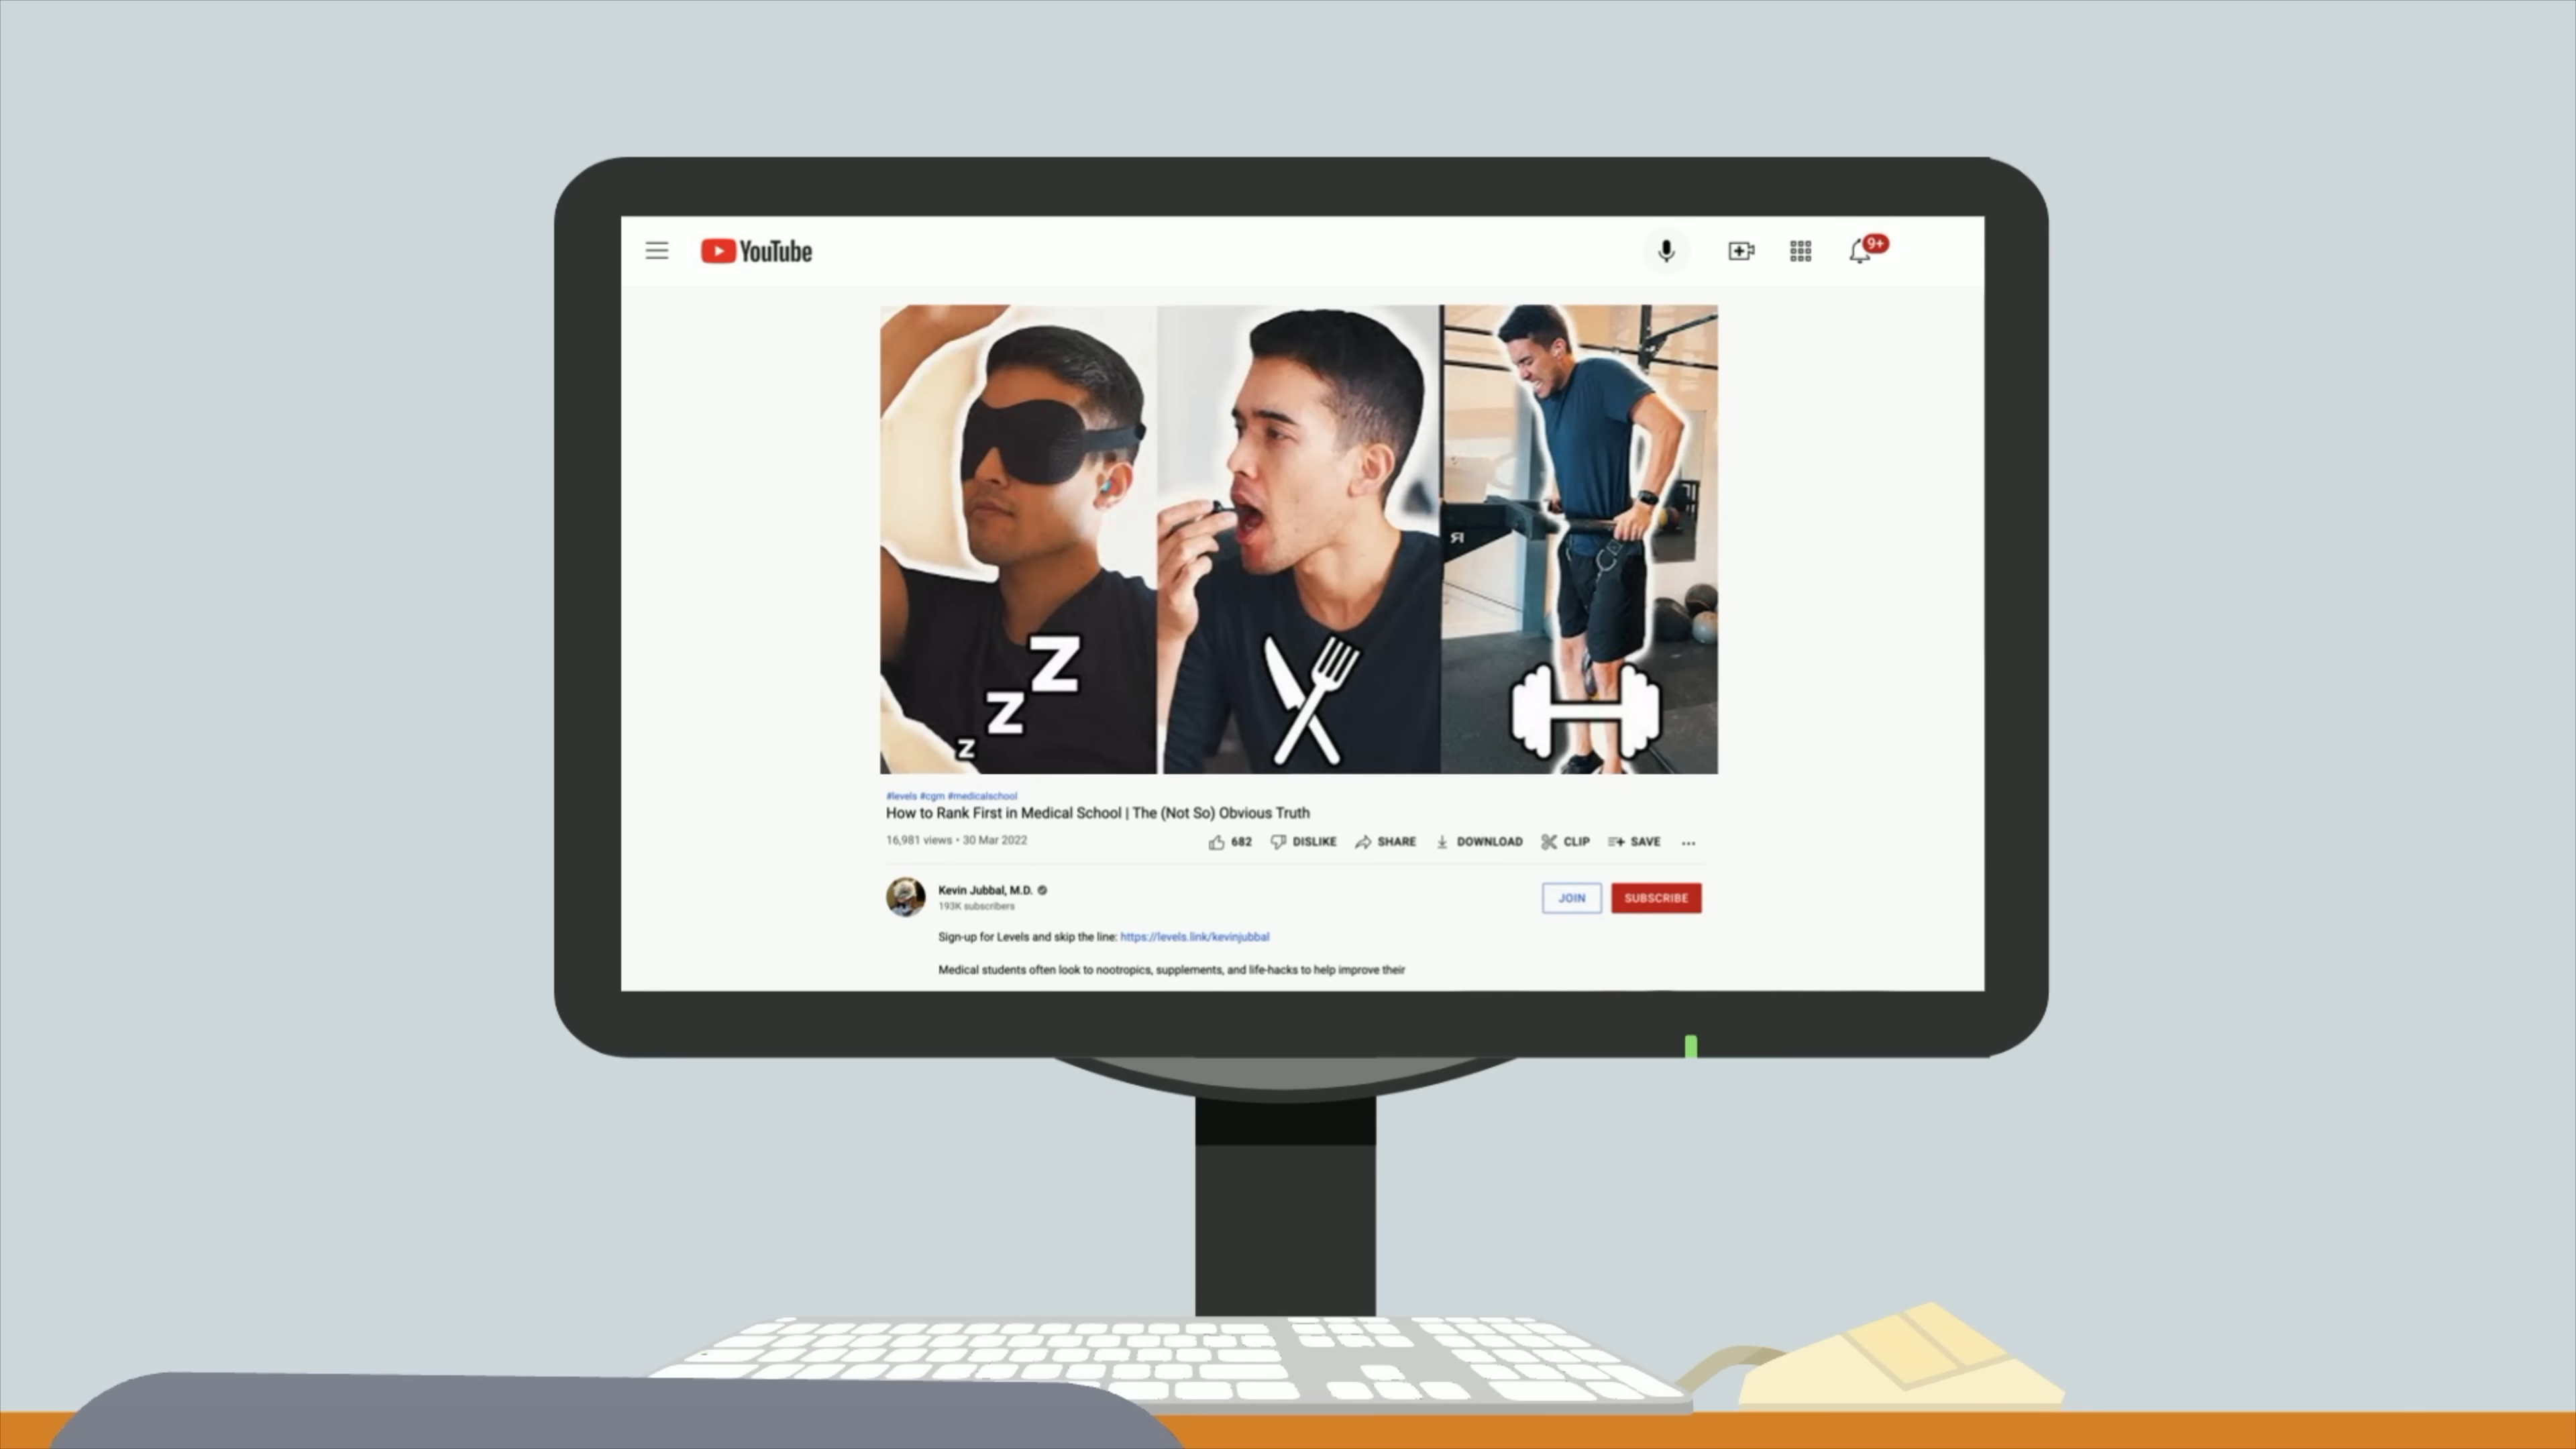 YouTube
9+
z z z
#levels #cgm #medicalschool
How to Rank First in Medical School | The (Not So) Obvious Truth
16,981 views • 30 Mar 2022 682 DISLIKE SHARE DOWNLOAD CLIP SAVE ...
Kevin Jubbal, M.D.
193K subscribers
JOIN SUBSCRIBE
Sign-up for Levels and skip the line: https://levels.link/kevinjubbal
Medical students often look to nootropics, supplements, and life-hacks to help improve their